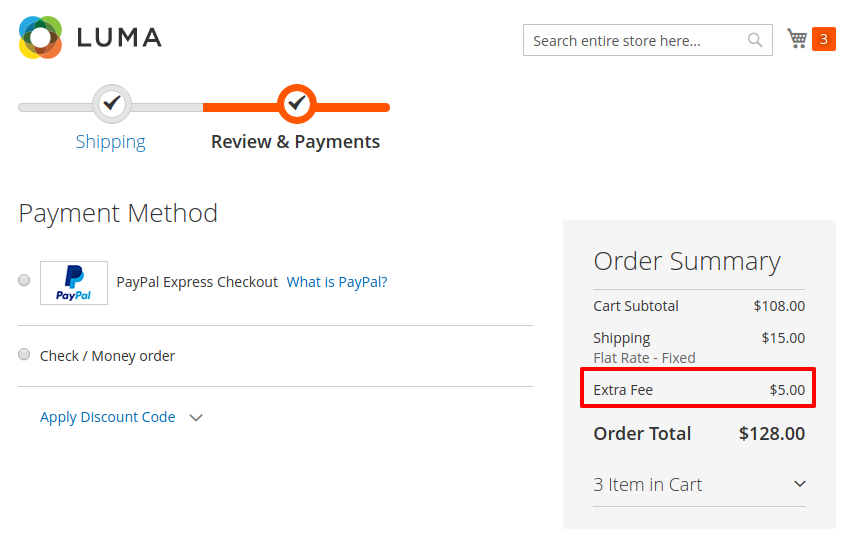 LUMA
Search entire store here...
3
Shipping
Review & Payments
Payment Method
PayPal
PayPal Express Checkout What is PayPal?
Check / Money order
Apply Discount Code
Order Summary
Cart Subtotal $108.00
Shipping $15.00
Flat Rate - Fixed
Extra Fee $5.00
Order Total $128.00
3 Item in Cart